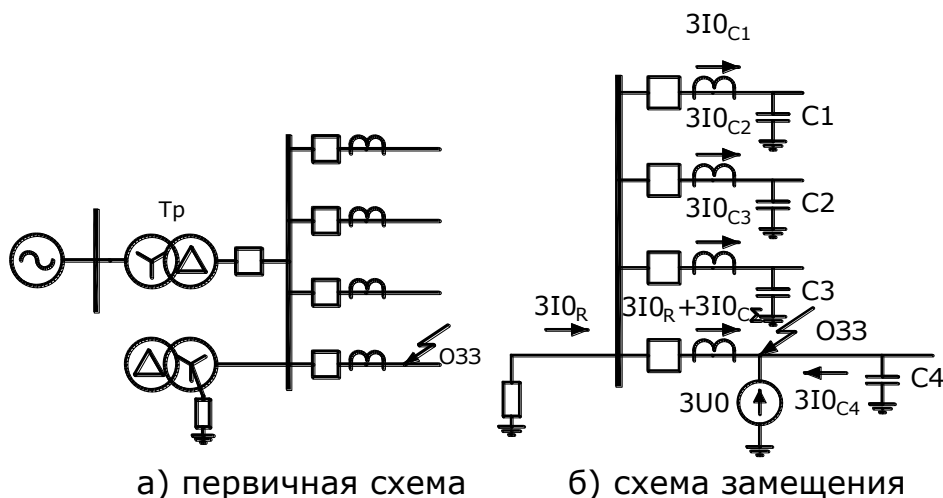 Тр
ОЗЗ
а) первичная схема
3I0C1
3I0C2
C1
3I0C3
C2
C3
3I0R
3I0R+3I0CΣ
ОЗЗ
3U0
3I0C4
C4
б) схема замещения